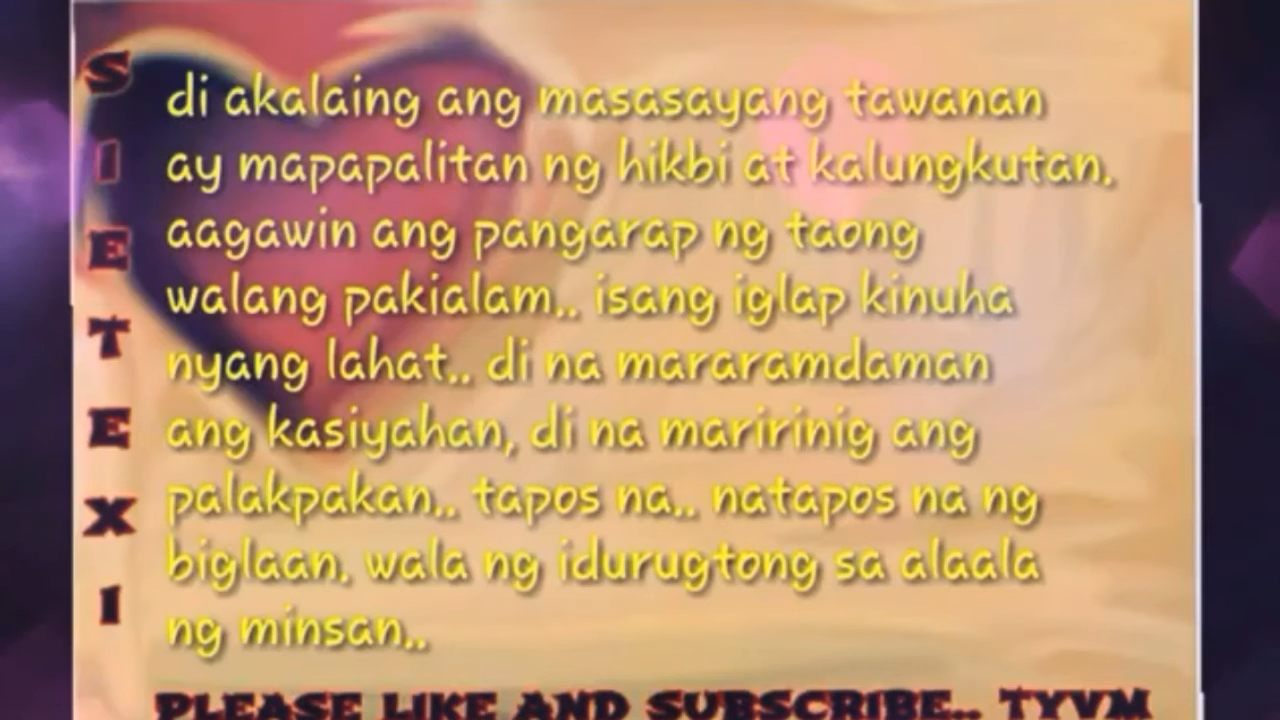 SIETEXI
di akalaing ang masasayang tawanan
ay mapapalitan ng hikbi at kalungkutan.
aagawin ang pangarap ng taong
walang pakialam.. isang iglap kinuha
nyang lahat.. di na mararamdaman
ang kasiyahan, di na maririnig ang
palakpakan.. tapos na.. natapos na ng
biglaan. wala ng idurugtong sa alaala
ng minsan..
PLEASE LIKE AND SUBSCRIBE.. TYVM